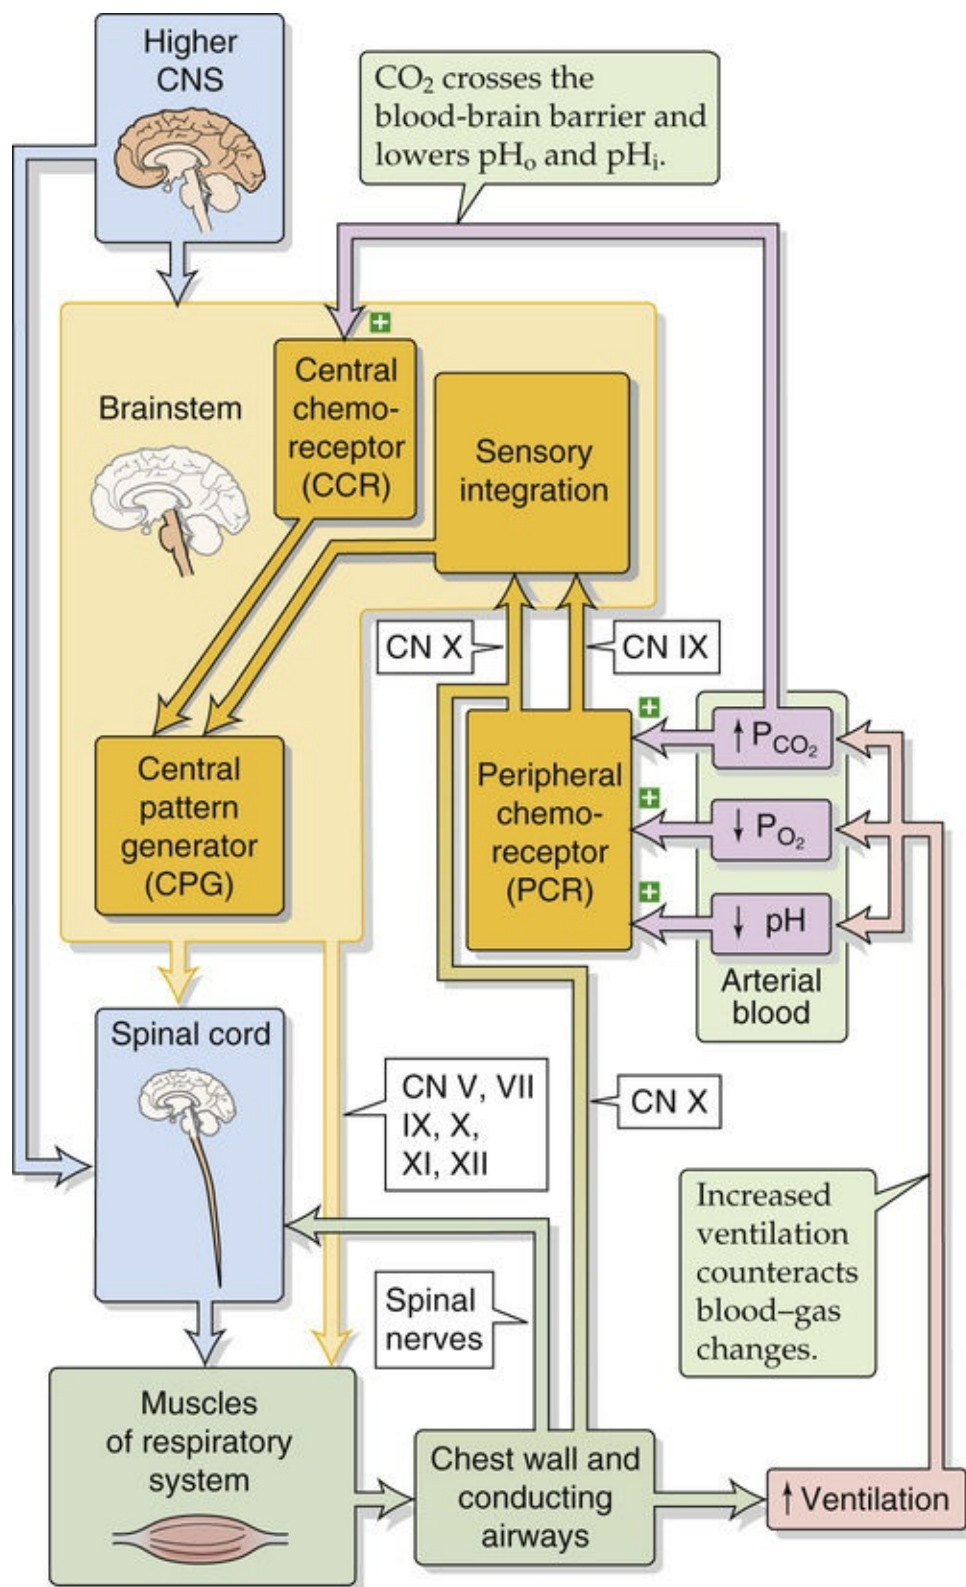 Higher
CNS
CO₂ crosses the
blood-brain barrier and
lowers pHₒ and pHᵢ.
+
Central
chemo-
receptor
(CCR)
Brainstem
Sensory
integration
CN X
CN IX
Central
pattern
generator
(CPG)
Peripheral
chemo-
receptor
(PCR)
+
↑ P_CO₂
+
↓ P_O₂
+
↓ pH
Arterial
blood
Spinal cord
CN V, VII
IX, X,
XI, XII
CN X
Spinal
nerves
Increased
ventilation
counteracts
blood–gas
changes.
Muscles
of respiratory
system
Chest wall and
conducting
airways
↑ Ventilation